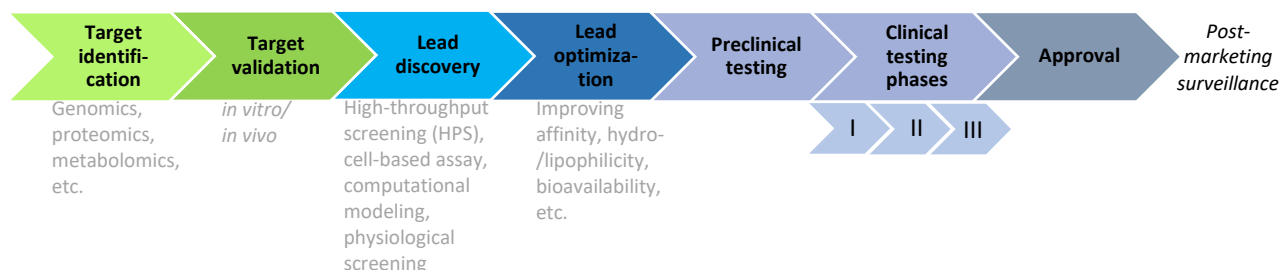 Target
identifi-
cation
Target
validation
Lead
discovery
Lead
optimiza-
tion
Preclinical
testing
Clinical
testing
phases
Approval
Post-
marketing
surveillance
Genomics,
proteomics,
metabolomics,
etc.
in vitro/
in vivo
High-throughput
screening (HPS),
cell-based assay,
computational
modeling,
physiological
screening
Improving
affinity, hydro-
/lipophilicity,
bioavailability,
etc.
I
II
III